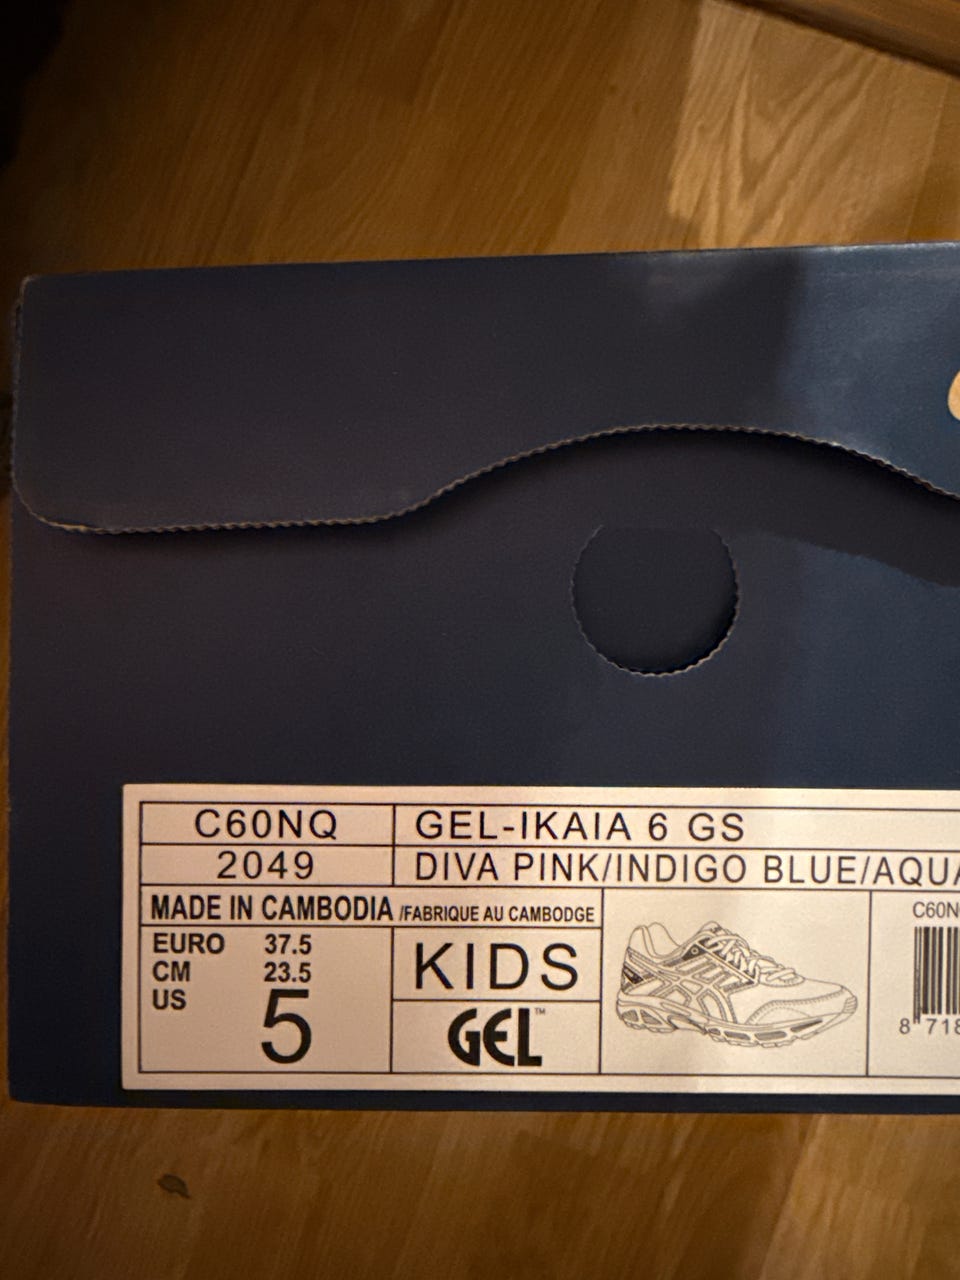 C60NQ
GEL-IKAIA 6 GS
2049
DIVA PINK/INDIGO BLUE/AQUA
MADE IN CAMBODIA /FABRIQUE AU CAMBODGE
EURO 37.5
CM 23.5
US 5
KIDS
GEL™
C60N
8 718